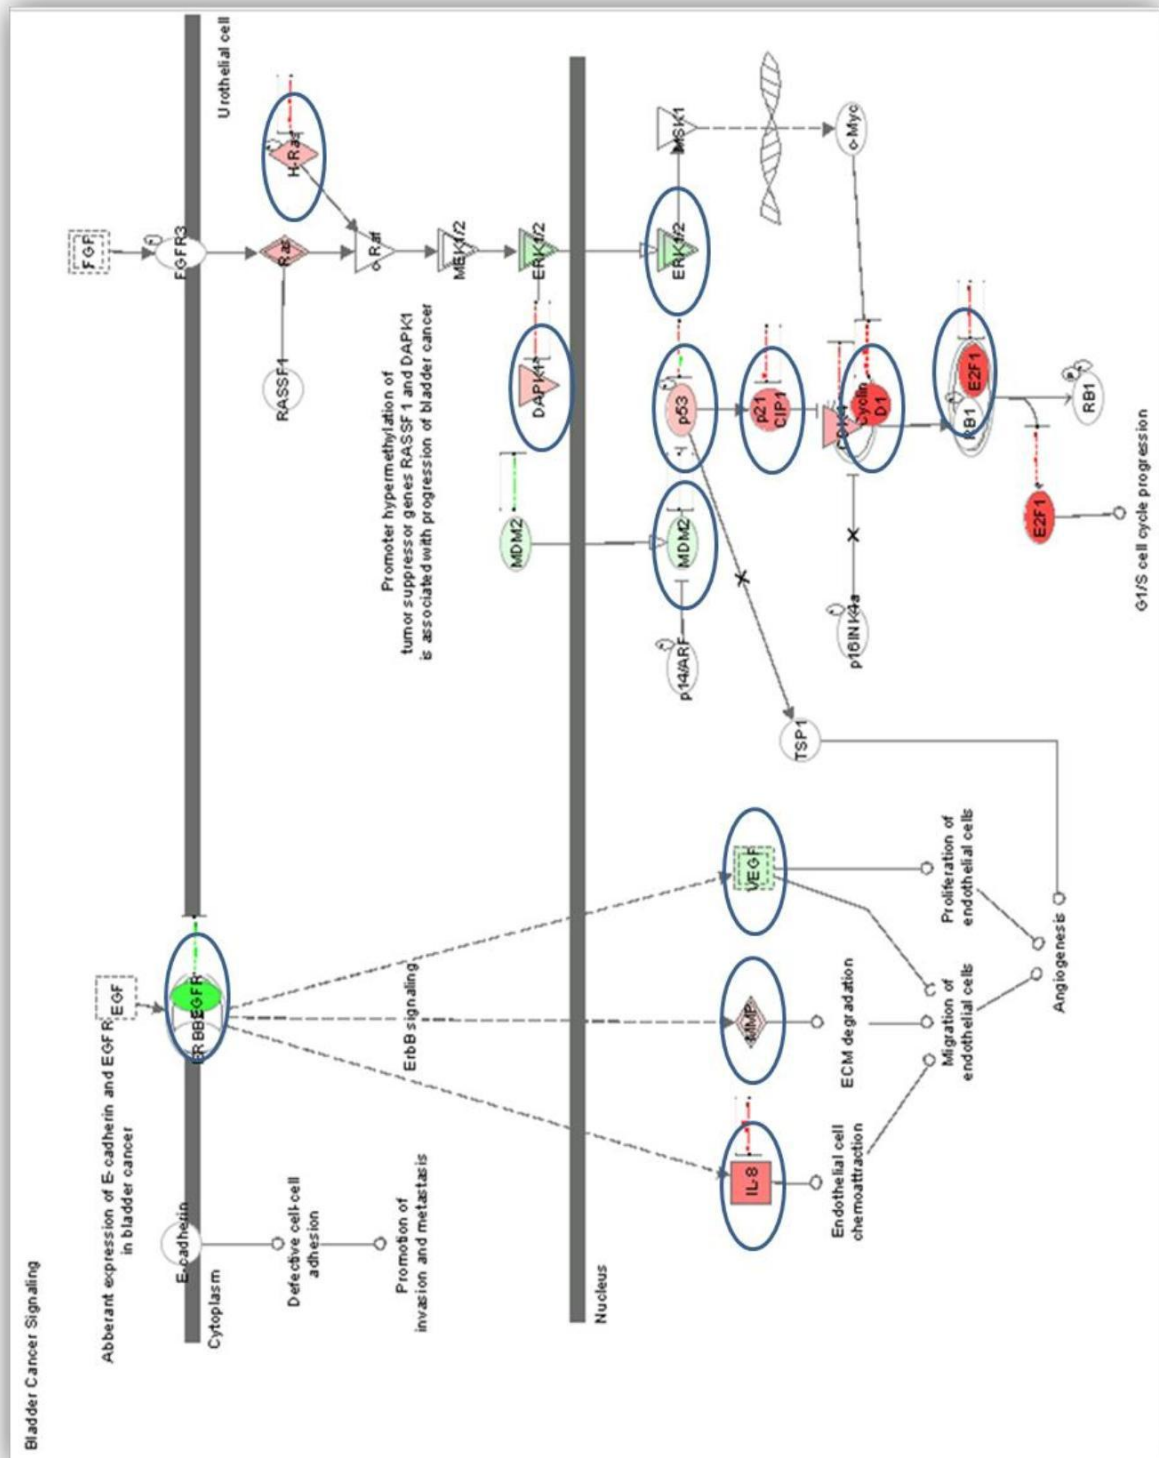 Bladder Cancer Signaling
Abberant expression of E-cadherin and EGFR
in bladder cancer
EGF
FGF
E-cadherin
EGFR
FGFR3
Cytoplasm
Urothelial cell
Defective cell-cell
adhesion
Promotion of
invasion and metastasis
ErbB signaling
RASSF1
Ras
H-Ras
c-Raf
MEK1/2
ERK1/2
Promoter hypermethylation of
tumor suppressor genes RASSF1 and DAPK1
is associated with progression of bladder cancer
DAPK1
MDM2
Nucleus
p14/ARF
MDM2
p53
ERK1/2
MSK1
IL-8
MMP
VEGF
TSP1
p21
CIP1
p16INK4a
CDK4
Cyclin
D1
c-Myc
Endothelial cell
chemoattraction
ECM degradation
Migration of
endothelial cells
Proliferation of
endothelial cells
RB1
E2F1
E2F1
RB1
Angiogenesis
G1/S cell cycle progression